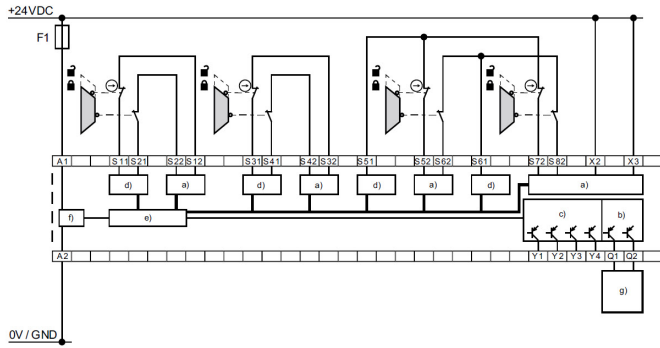 +24VDC
F1
A1 S11 S21 S22 S12 S31 S41 S42 S32 S51 S52 S62 S61 S72 S82 X2 X3
d) a) d) a) d) a) d) a)
f) e) c) b)
A2 Y1 Y2 Y3 Y4 Q1 Q2
g)
0V / GND